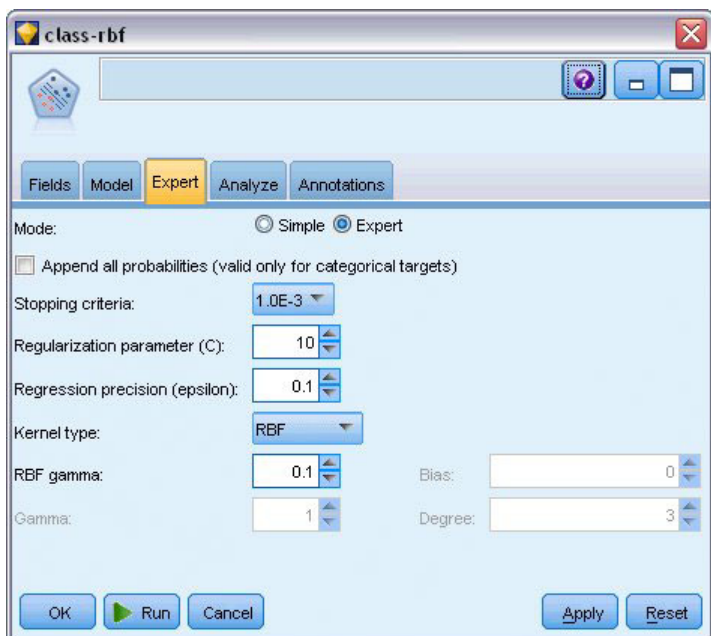 class-rbf
Fields Model Expert Analyze Annotations
Mode: Simple Expert
Append all probabilities (valid only for categorical targets)
Stopping criteria: 1.0E-3
Regularization parameter (C): 10
Regression precision (epsilon): 0.1
Kernel type: RBF
RBF gamma: 0.1 Bias: 0
Gamma: 1 Degree: 3
OK Run Cancel Apply Reset